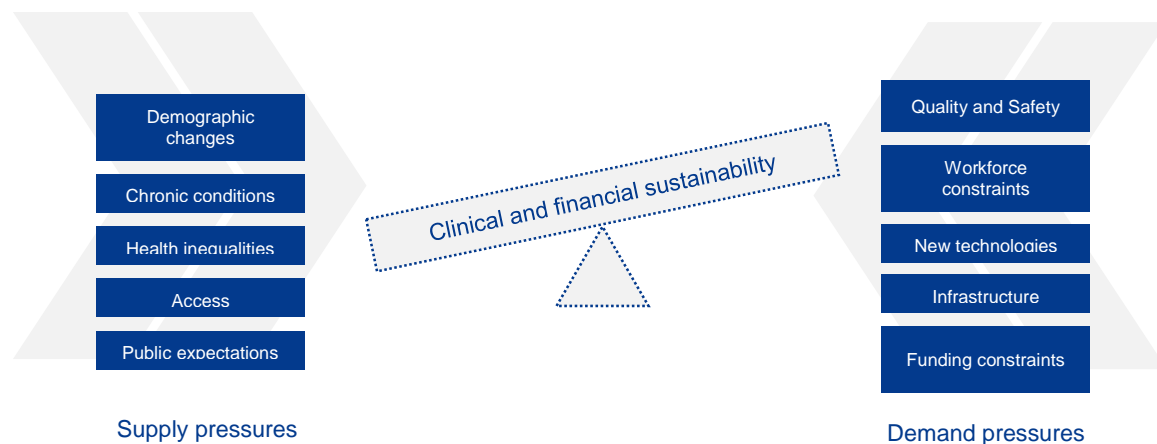 Demographic
changes
Chronic conditions
Health inequalities
Access
Public expectations
Supply pressures
Clinical and financial sustainability
Quality and Safety
Workforce
constraints
New technologies
Infrastructure
Funding constraints
Demand pressures